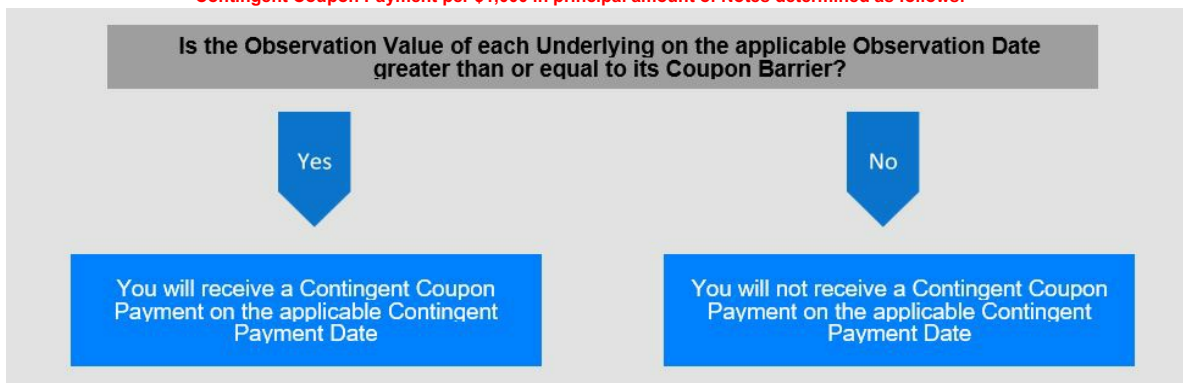 Contingent Coupon Payment per $1,000 in principal amount of Notes determined as follows:
Is the Observation Value of each Underlying on the applicable Observation Date
greater than or equal to its Coupon Barrier?
Yes
No
You will receive a Contingent Coupon
Payment on the applicable Contingent
Payment Date
You will not receive a Contingent Coupon
Payment on the applicable Contingent
Payment Date